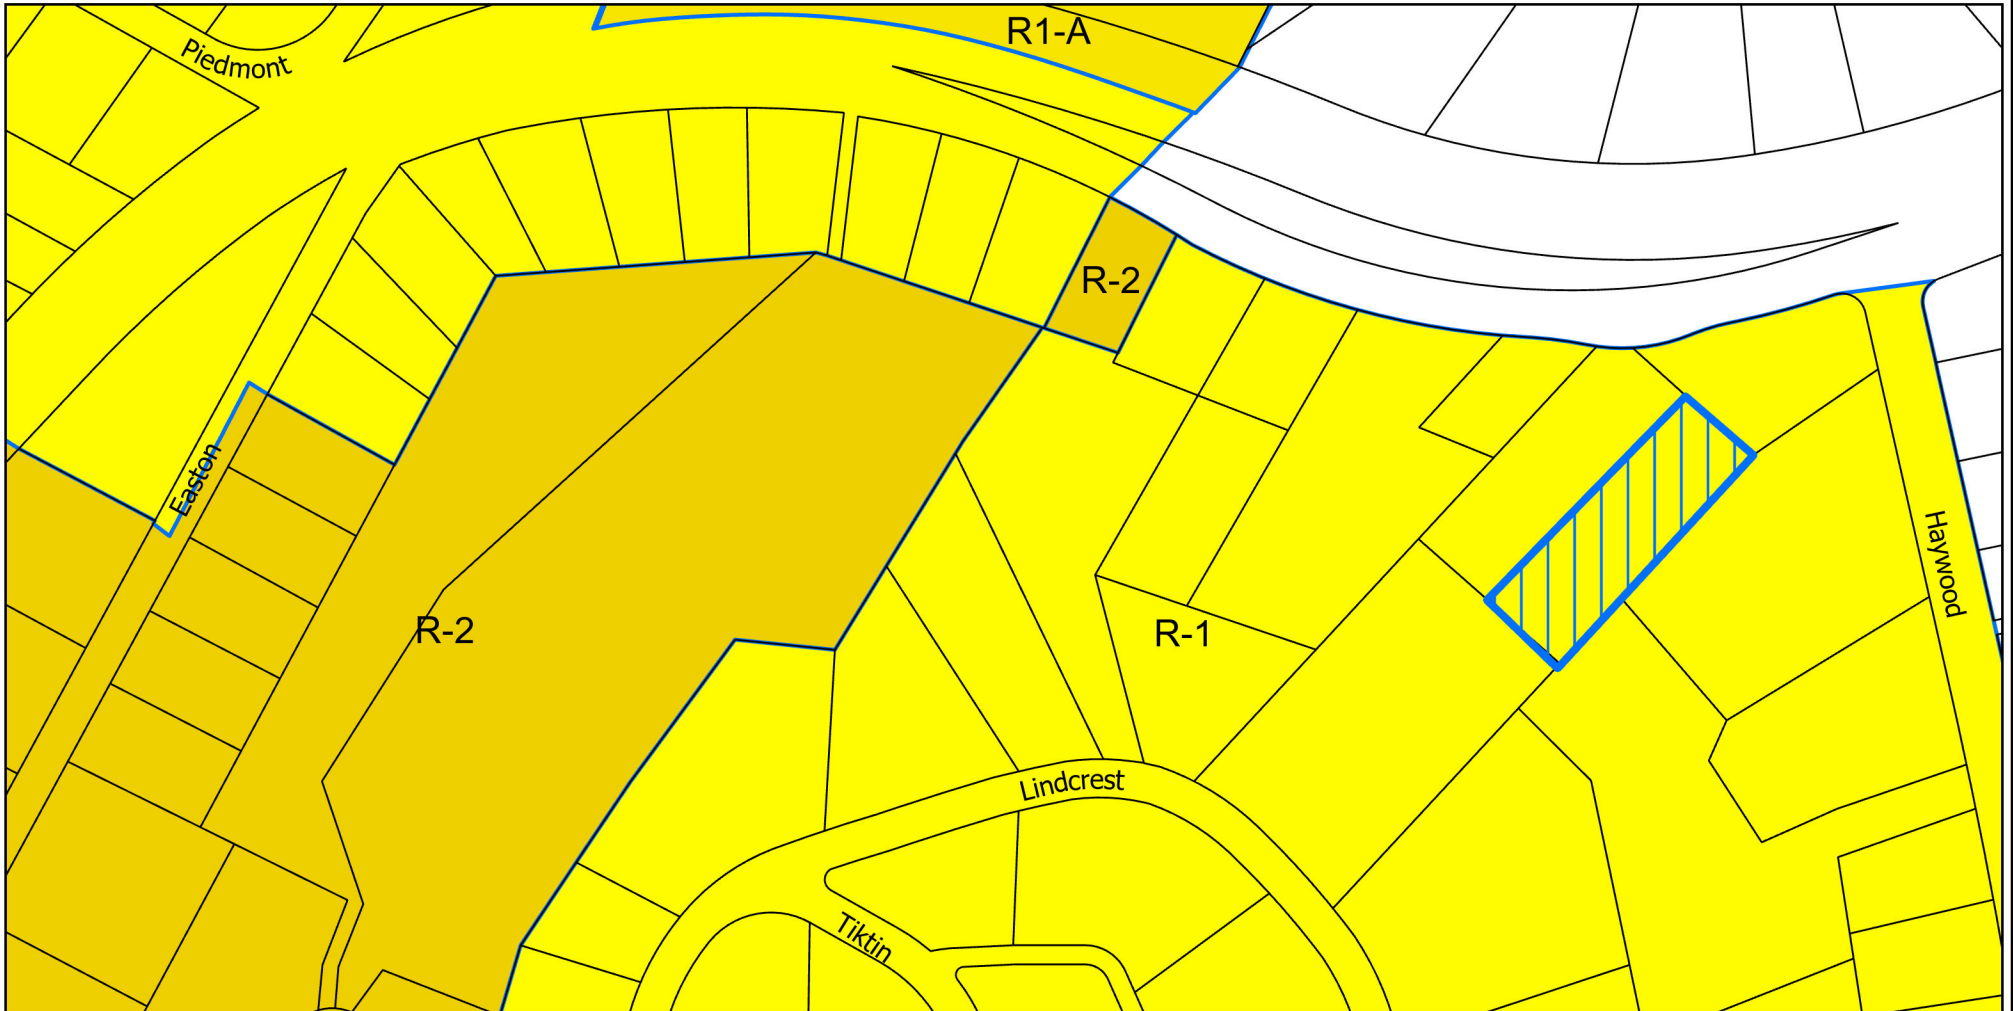 R1-A
Piedmont
R-2
Easton
Haywood
R-2
R-1
Lindcrest
Tiktin